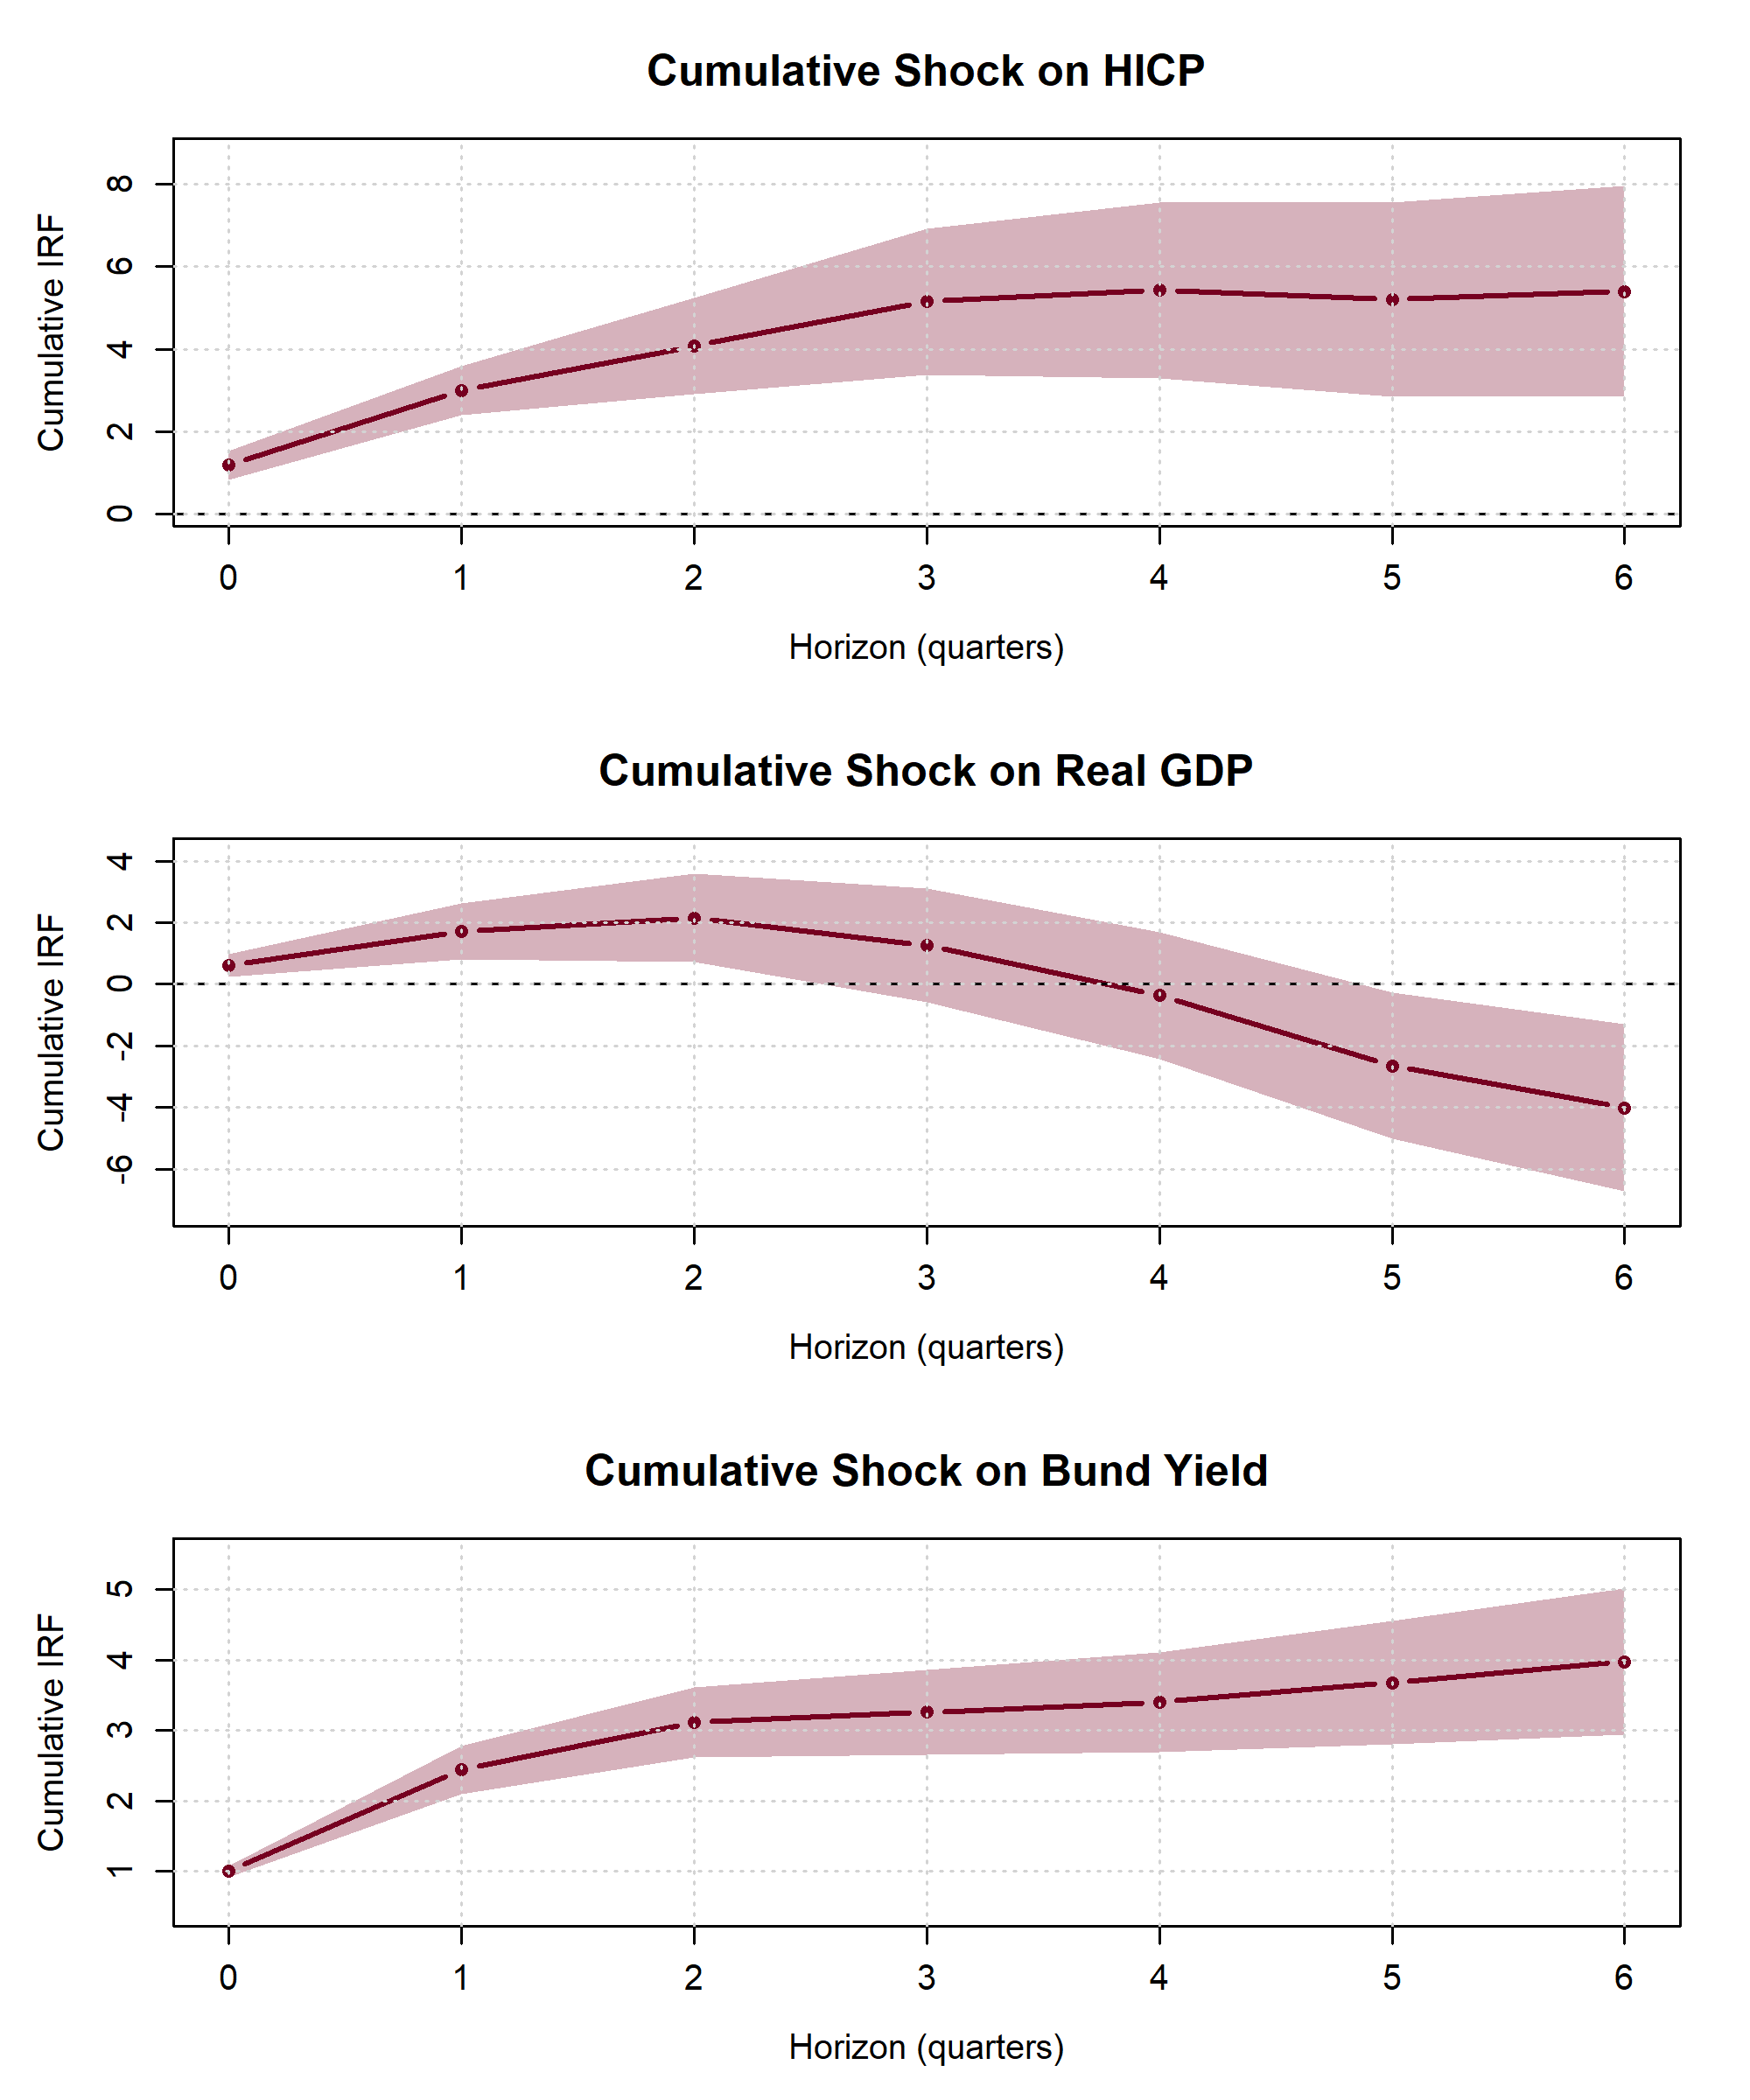 Cumulative Shock on HICP
Cumulative IRF
8
6
4
2
0
0 1 2 3 4 5 6
Horizon (quarters)
Cumulative Shock on Real GDP
Cumulative IRF
4
2
0
-2
-4
-6
0 1 2 3 4 5 6
Horizon (quarters)
Cumulative Shock on Bund Yield
Cumulative IRF
5
4
3
2
1
0 1 2 3 4 5 6
Horizon (quarters)